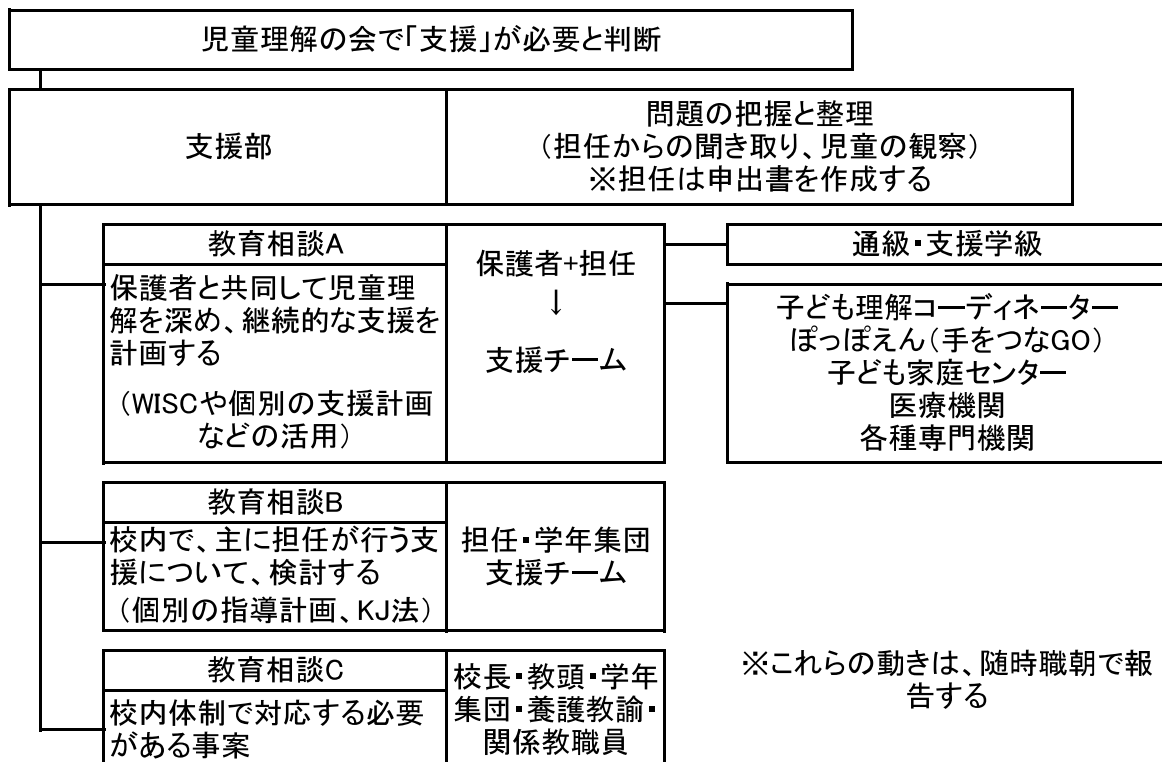 児童理解の会で「支援」が必要と判断
支援部
問題の把握と整理
（担任からの聞き取り、児童の観察）
※担任は申出書を作成する
教育相談A
保護者と共同して児童理
解を深め、継続的な支援を
計画する
（WISCや個別の支援計画
などの活用）
保護者+担任
↓
支援チーム
通級・支援学級
子ども理解コーディネーター
ぽっぽえん（手をつなGO）
子ども家庭センター
医療機関
各種専門機関
教育相談B
校内で、主に担任が行う支
援について、検討する
（個別の指導計画、KJ法）
担任・学年集団
支援チーム
教育相談C
校内体制で対応する必要
がある事案
校長・教頭・学年
集団・養護教諭・
関係教職員
※これらの動きは、随時職朝で報
告する